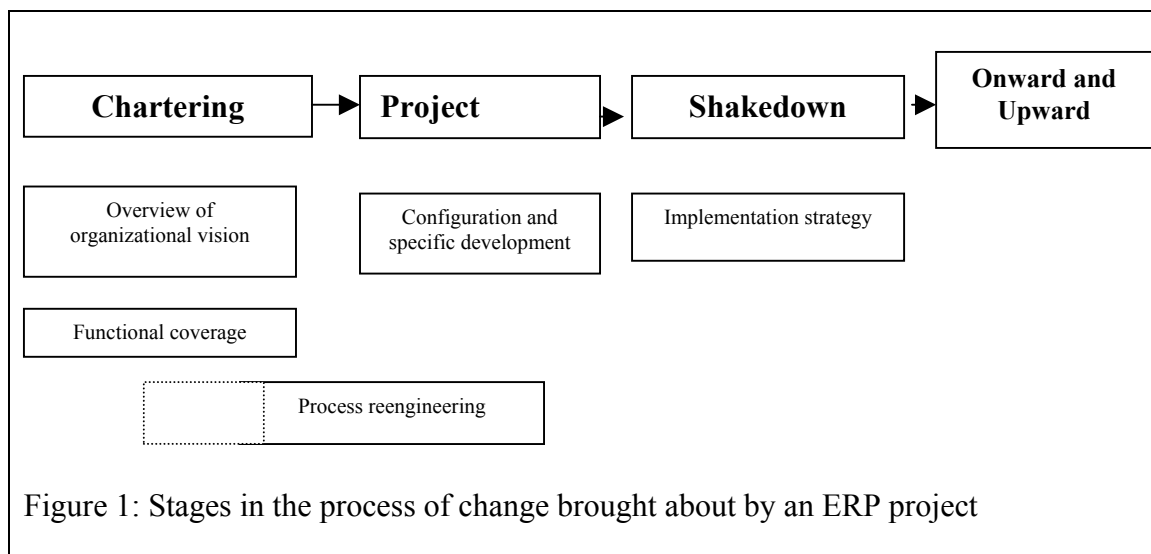 Chartering
Project
Shakedown
Onward and
Upward
Overview of
organizational vision
Configuration and
specific development
Implementation strategy
Functional coverage
Process reengineering
Figure 1: Stages in the process of change brought about by an ERP project